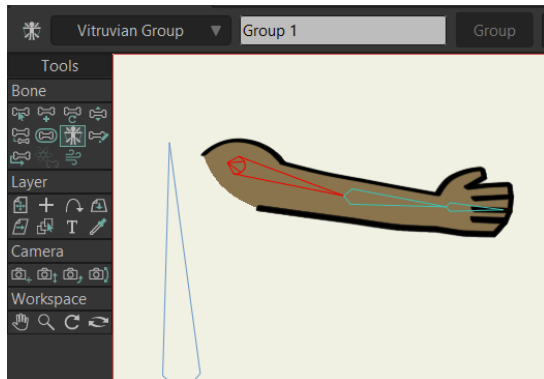 Vitruvian Group
Group 1
Group
Tools
Bone
Layer
T
Camera
Workspace